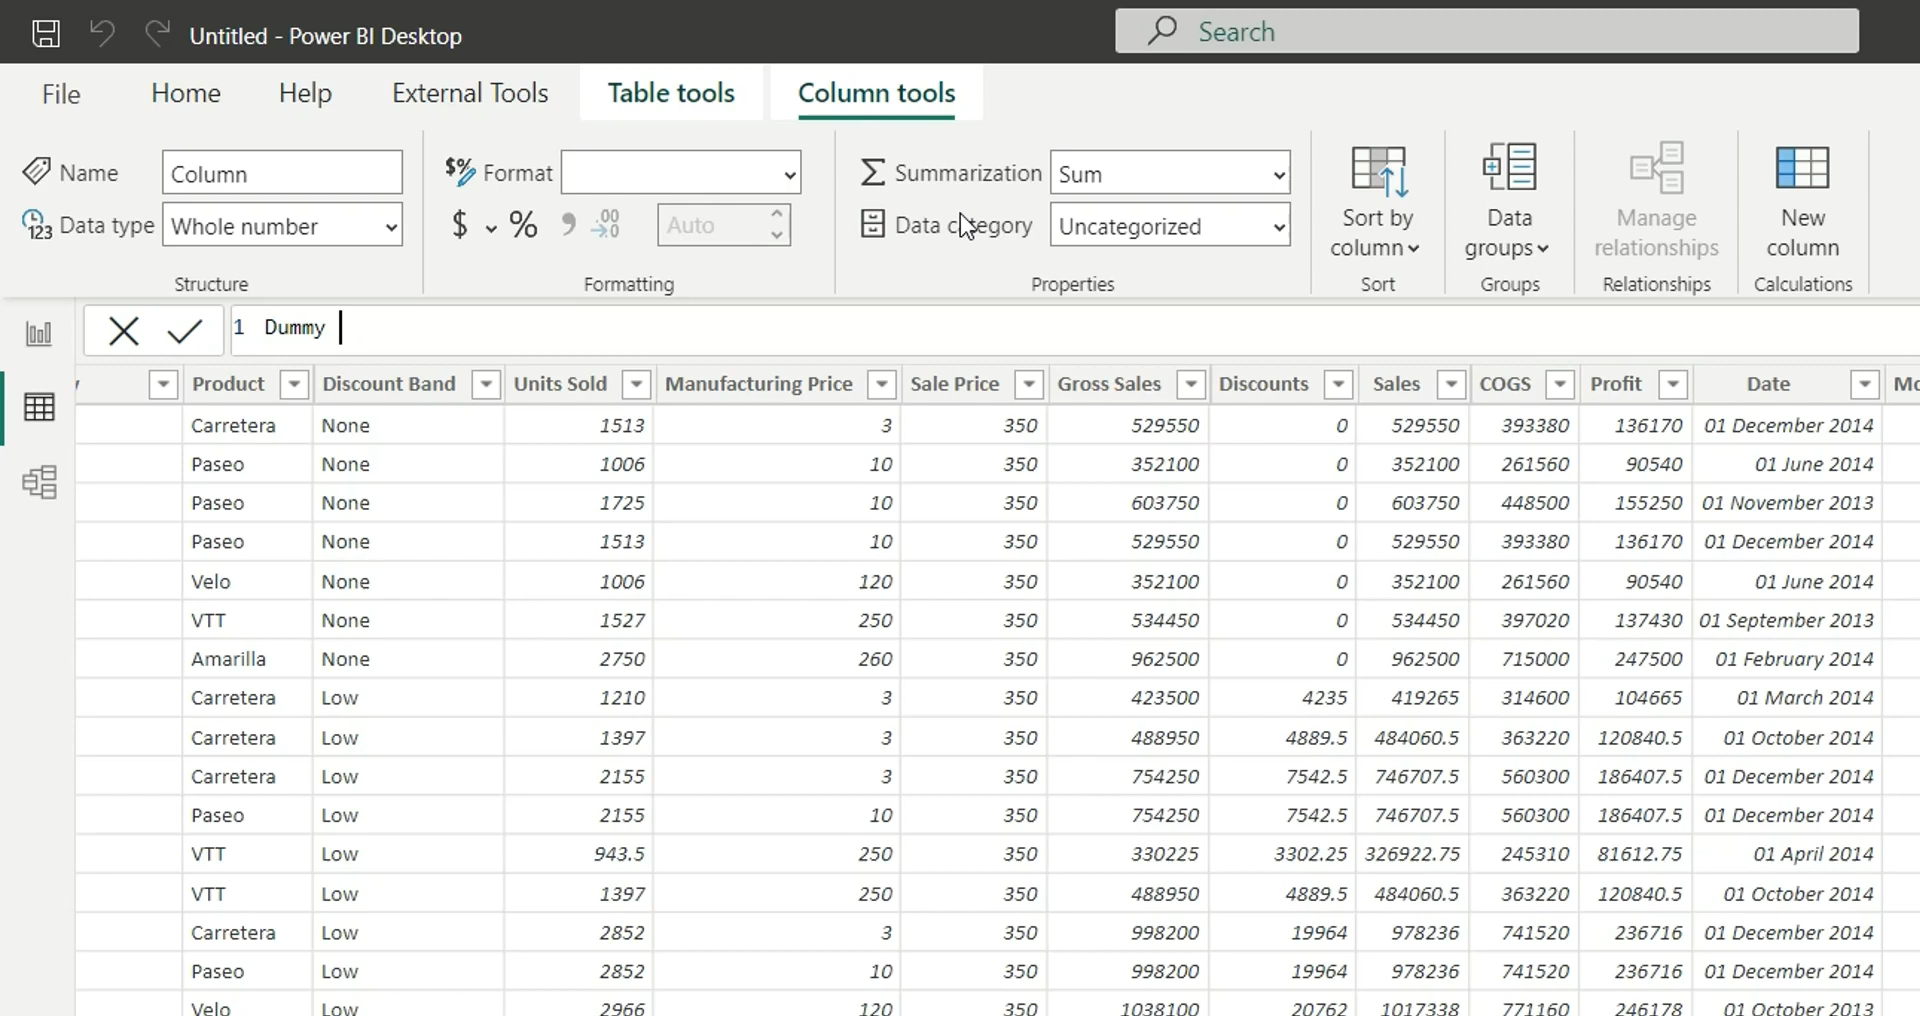 Untitled - Power BI Desktop
Search
File Home Help External Tools Table tools Column tools
Name Column $% Format Summarization Sum
123 Data type Whole number $ % , .00 Auto Data category Uncategorized
Sort by column Data groups Manage relationships New column
Structure Formatting Properties Sort Groups Relationships Calculations
1 Dummy
Product Discount Band Units Sold Manufacturing Price Sale Price Gross Sales Discounts Sales COGS Profit Date
Carretera None 1513 3 350 529550 0 529550 393380 136170 01 December 2014
Paseo None 1006 10 350 352100 0 352100 261560 90540 01 June 2014
Paseo None 1725 10 350 603750 0 603750 448500 155250 01 November 2013
Paseo None 1513 10 350 529550 0 529550 393380 136170 01 December 2014
Velo None 1006 120 350 352100 0 352100 261560 90540 01 June 2014
VTT None 1527 250 350 534450 0 534450 397020 137430 01 September 2013
Amarilla None 2750 260 350 962500 0 962500 715000 247500 01 February 2014
Carretera Low 1210 3 350 423500 4235 419265 314600 104665 01 March 2014
Carretera Low 1397 3 350 488950 4889.5 484060.5 363220 120840.5 01 October 2014
Carretera Low 2155 3 350 754250 7542.5 746707.5 560300 186407.5 01 December 2014
Paseo Low 2155 10 350 754250 7542.5 746707.5 560300 186407.5 01 December 2014
VTT Low 943.5 250 350 330225 3302.25 326922.75 245310 81612.75 01 April 2014
VTT Low 1397 250 350 488950 4889.5 484060.5 363220 120840.5 01 October 2014
Carretera Low 2852 3 350 998200 19964 978236 741520 236716 01 December 2014
Paseo Low 2852 10 350 998200 19964 978236 741520 236716 01 December 2014
Velo Low 2966 120 350 1038100 20762 1017338 771160 246178 01 October 2013